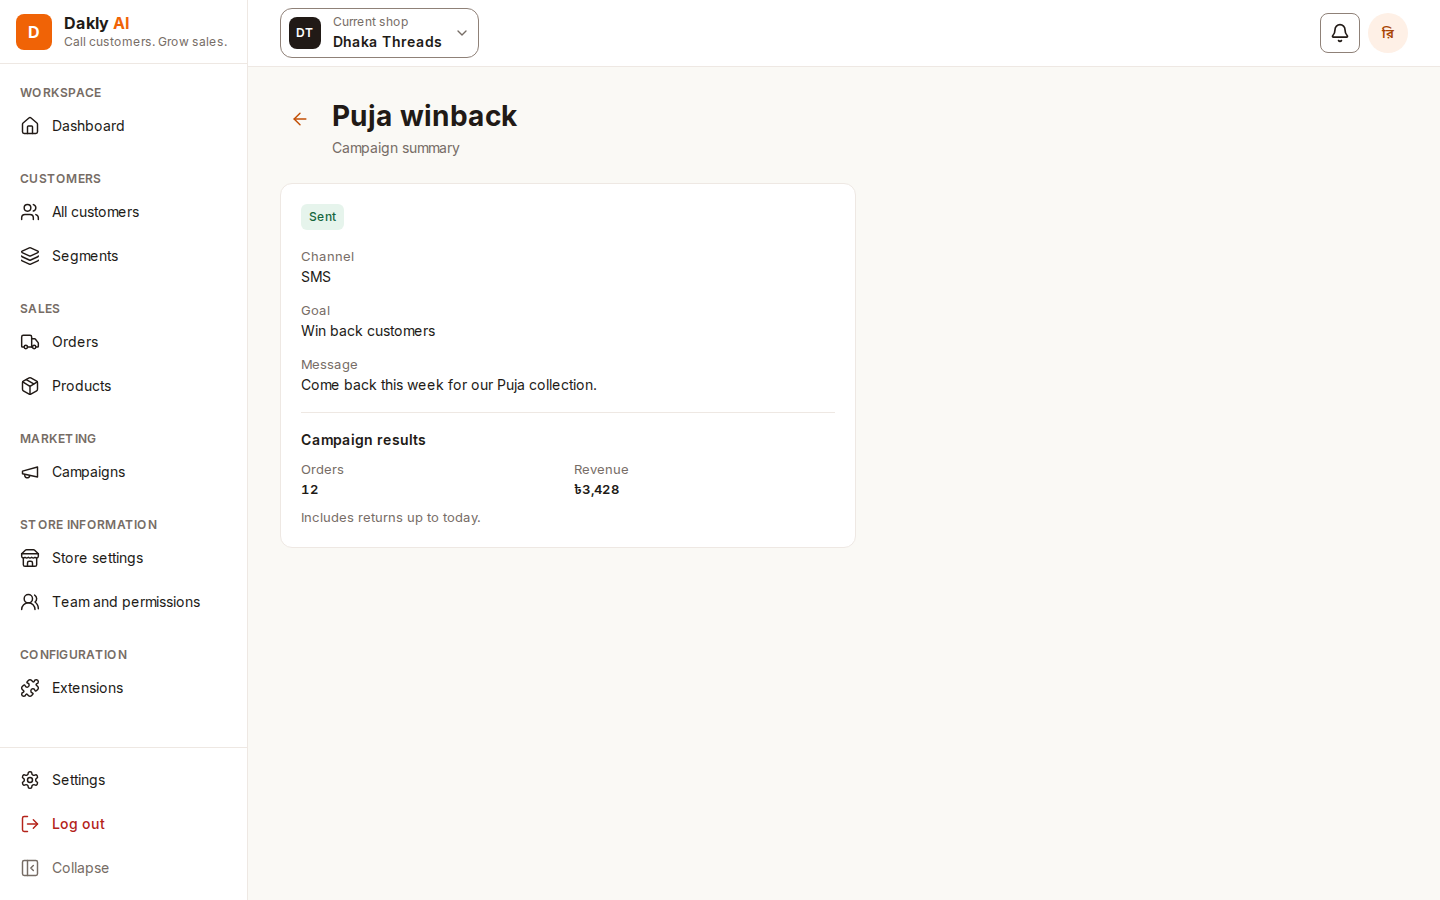 D
Dakly AI
Call customers. Grow sales.
WORKSPACE
Dashboard
CUSTOMERS
All customers
Segments
SALES
Orders
Products
MARKETING
Campaigns
STORE INFORMATION
Store settings
Team and permissions
CONFIGURATION
Extensions
Settings
Log out
Collapse
DT
Current shop
Dhaka Threads
রি
Puja winback
Campaign summary
Sent
Channel
SMS
Goal
Win back customers
Message
Come back this week for our Puja collection.
Campaign results
Orders
12
Revenue
৳3,428
Includes returns up to today.